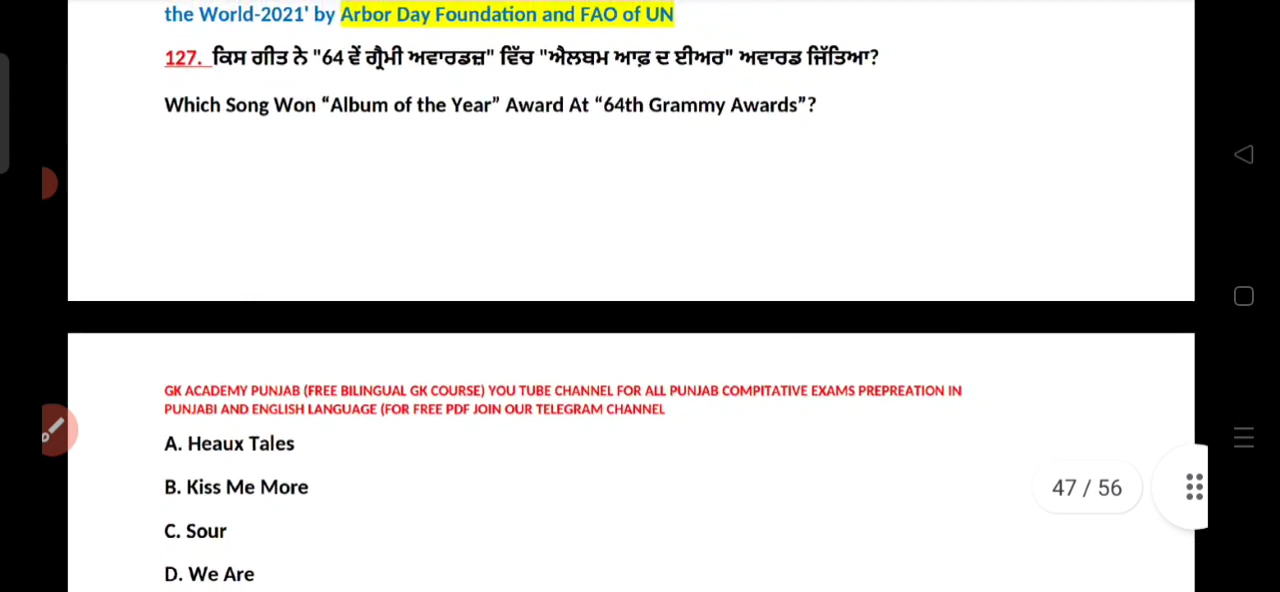 the World-2021' by Arbor Day Foundation and FAO of UN
127. ਕਿਸ ਗੀਤ ਨੇ "64 ਵੇਂ ਗ੍ਰੈਮੀ ਅਵਾਰਡਜ਼" ਵਿੱਚ "ਐਲਬਮ ਆਫ਼ ਦ ਈਅਰ" ਅਵਾਰਡ ਜਿੱਤਿਆ?
Which Song Won “Album of the Year” Award At “64th Grammy Awards”?
GK ACADEMY PUNJAB (FREE BILINGUAL GK COURSE) YOU TUBE CHANNEL FOR ALL PUNJAB COMPITATIVE EXAMS PREPREATION IN
PUNJABI AND ENGLISH LANGUAGE (FOR FREE PDF JOIN OUR TELEGRAM CHANNEL
A. Heaux Tales
B. Kiss Me More
47 / 56
C. Sour
D. We Are